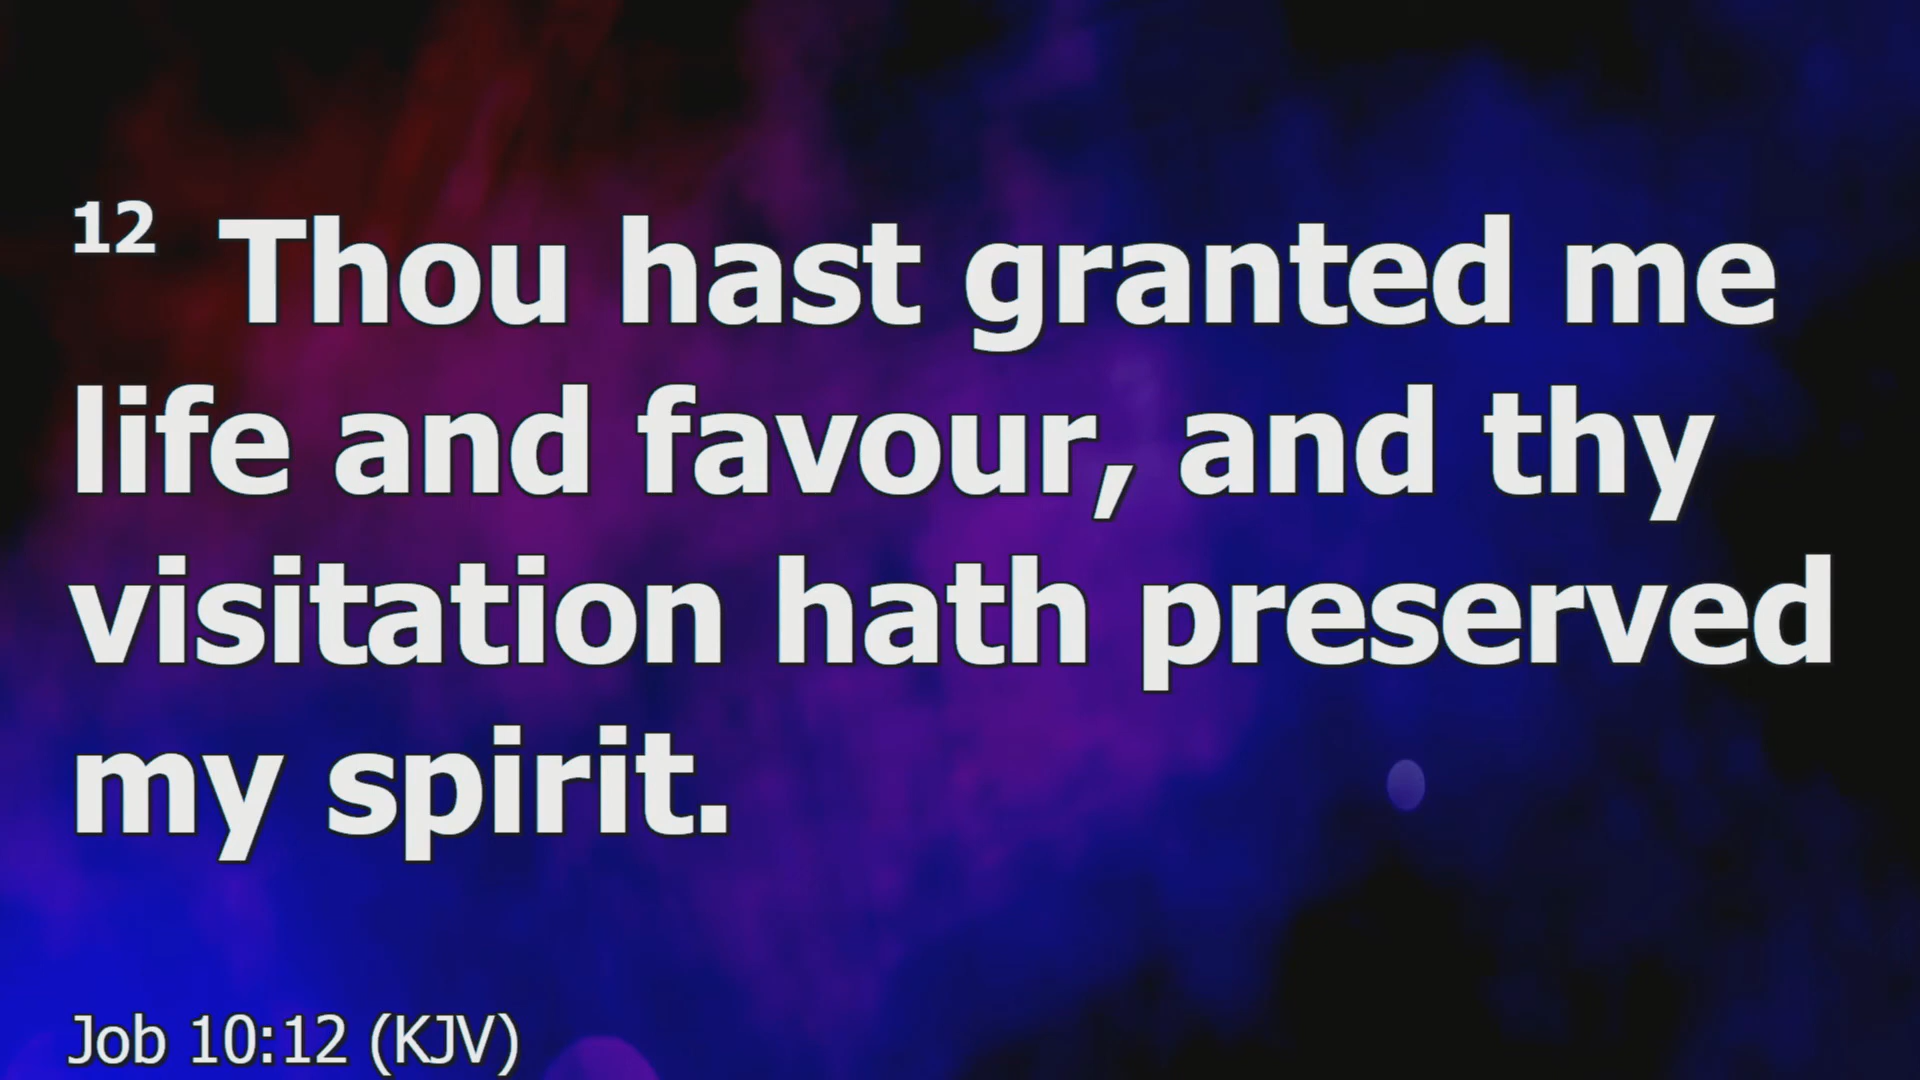 12 Thou hast granted me
life and favour, and thy
visitation hath preserved
my spirit.
Job 10:12 (KJV)